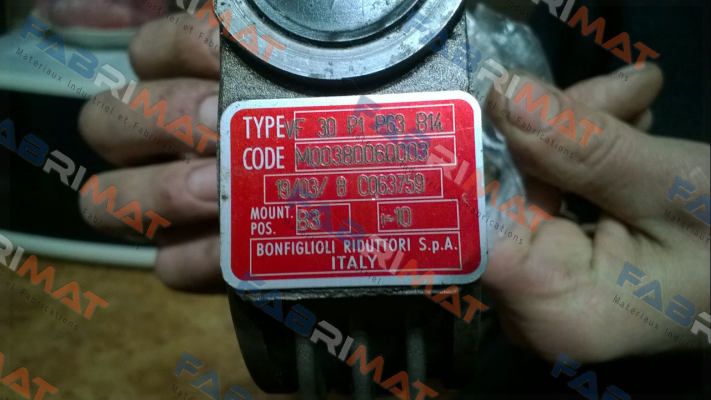 TYPE VF 30 P1 P63 B14
CODE M00380060003
19/03/ 8 C063759
MOUNT. POS. B3 i=10
BONFIGLIOLI RIDUTTORI S.p.A.
ITALY
FABRIMAT
Materiaux Industriel et Fabrications